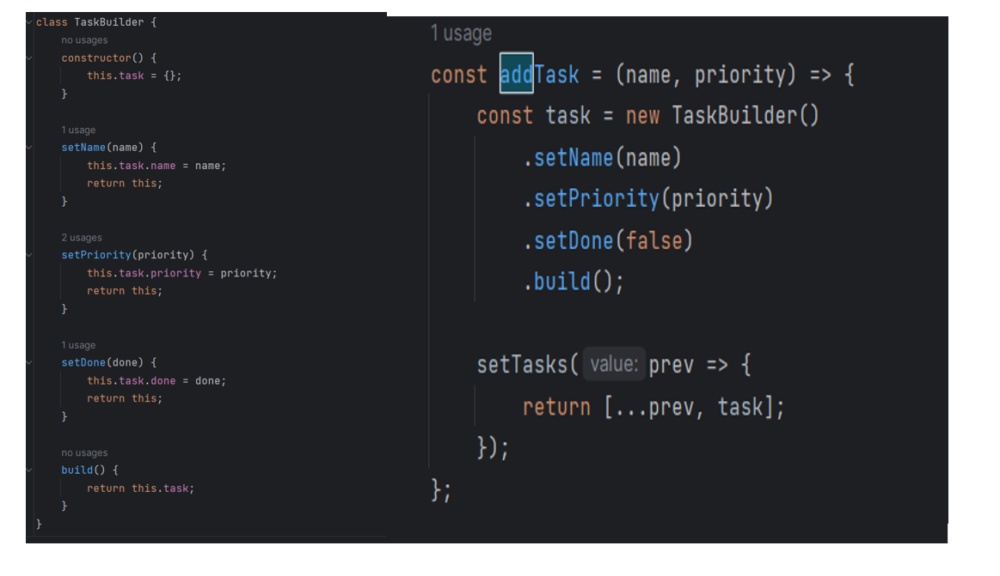 class TaskBuilder {
no usages
constructor() {
this.task = {};
}
1 usage
setName(name) {
this.task.name = name;
return this;
}
2 usages
setPriority(priority) {
this.task.priority = priority;
return this;
}
1 usage
setDone(done) {
this.task.done = done;
return this;
}
no usages
build() {
return this.task;
}
}
1 usage
const addTask = (name, priority) => {
const task = new TaskBuilder()
.setName(name)
.setPriority(priority)
.setDone(false)
.build();
setTasks( value: prev => {
return [...prev, task];
});
};